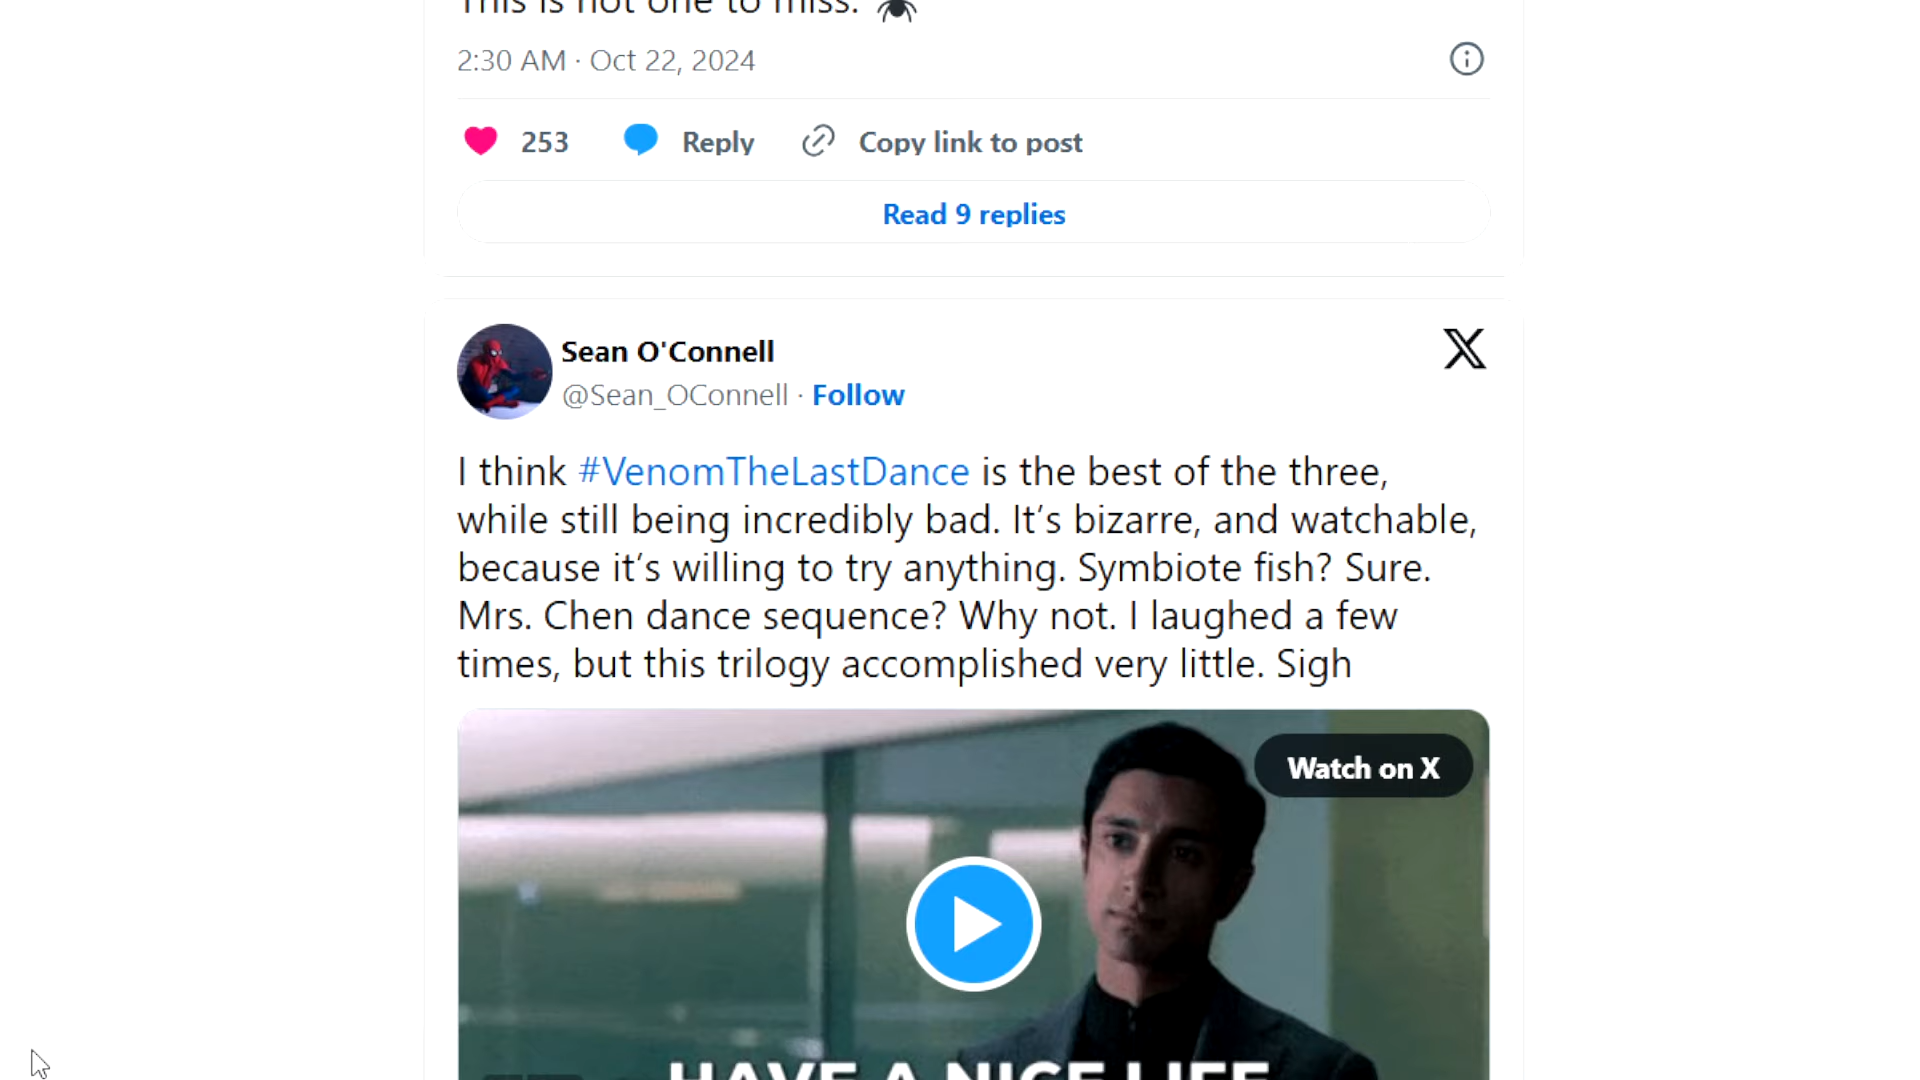 This is not one to miss.
2:30 AM · Oct 22, 2024
253 Reply Copy link to post
Read 9 replies
Sean O'Connell
@Sean_OConnell · Follow
I think #VenomTheLastDance is the best of the three,
while still being incredibly bad. It’s bizarre, and watchable,
because it’s willing to try anything. Symbiote fish? Sure.
Mrs. Chen dance sequence? Why not. I laughed a few
times, but this trilogy accomplished very little. Sigh
Watch on X
HAVE A NICE LIFE